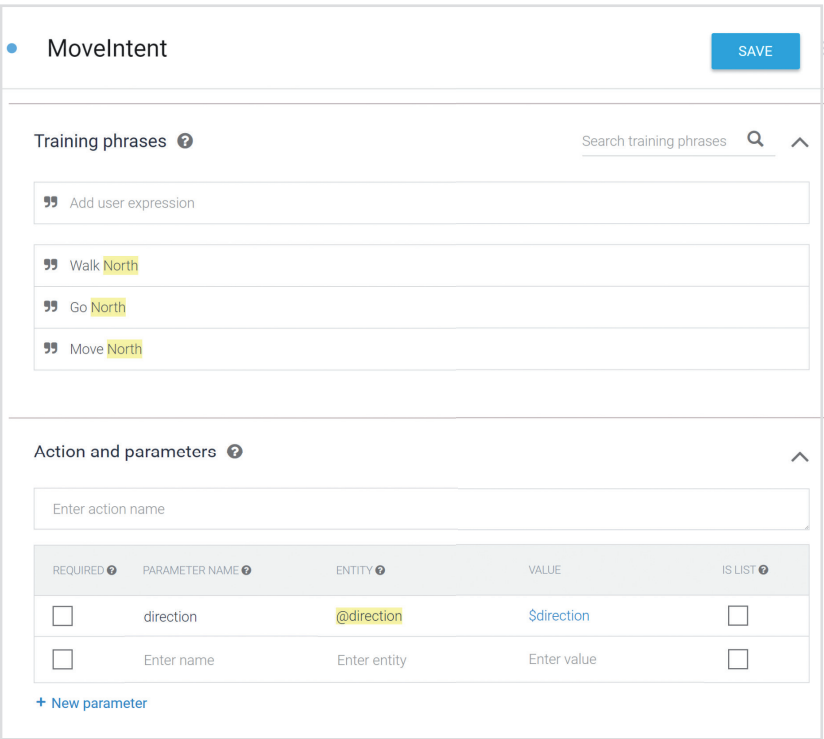 MoveIntent
SAVE
Training phrases
Search training phrases
Add user expression
Walk North
Go North
Move North
Action and parameters
Enter action name
REQUIRED PARAMETER NAME ENTITY VALUE IS LIST
direction @direction $direction
Enter name Enter entity Enter value
+ New parameter